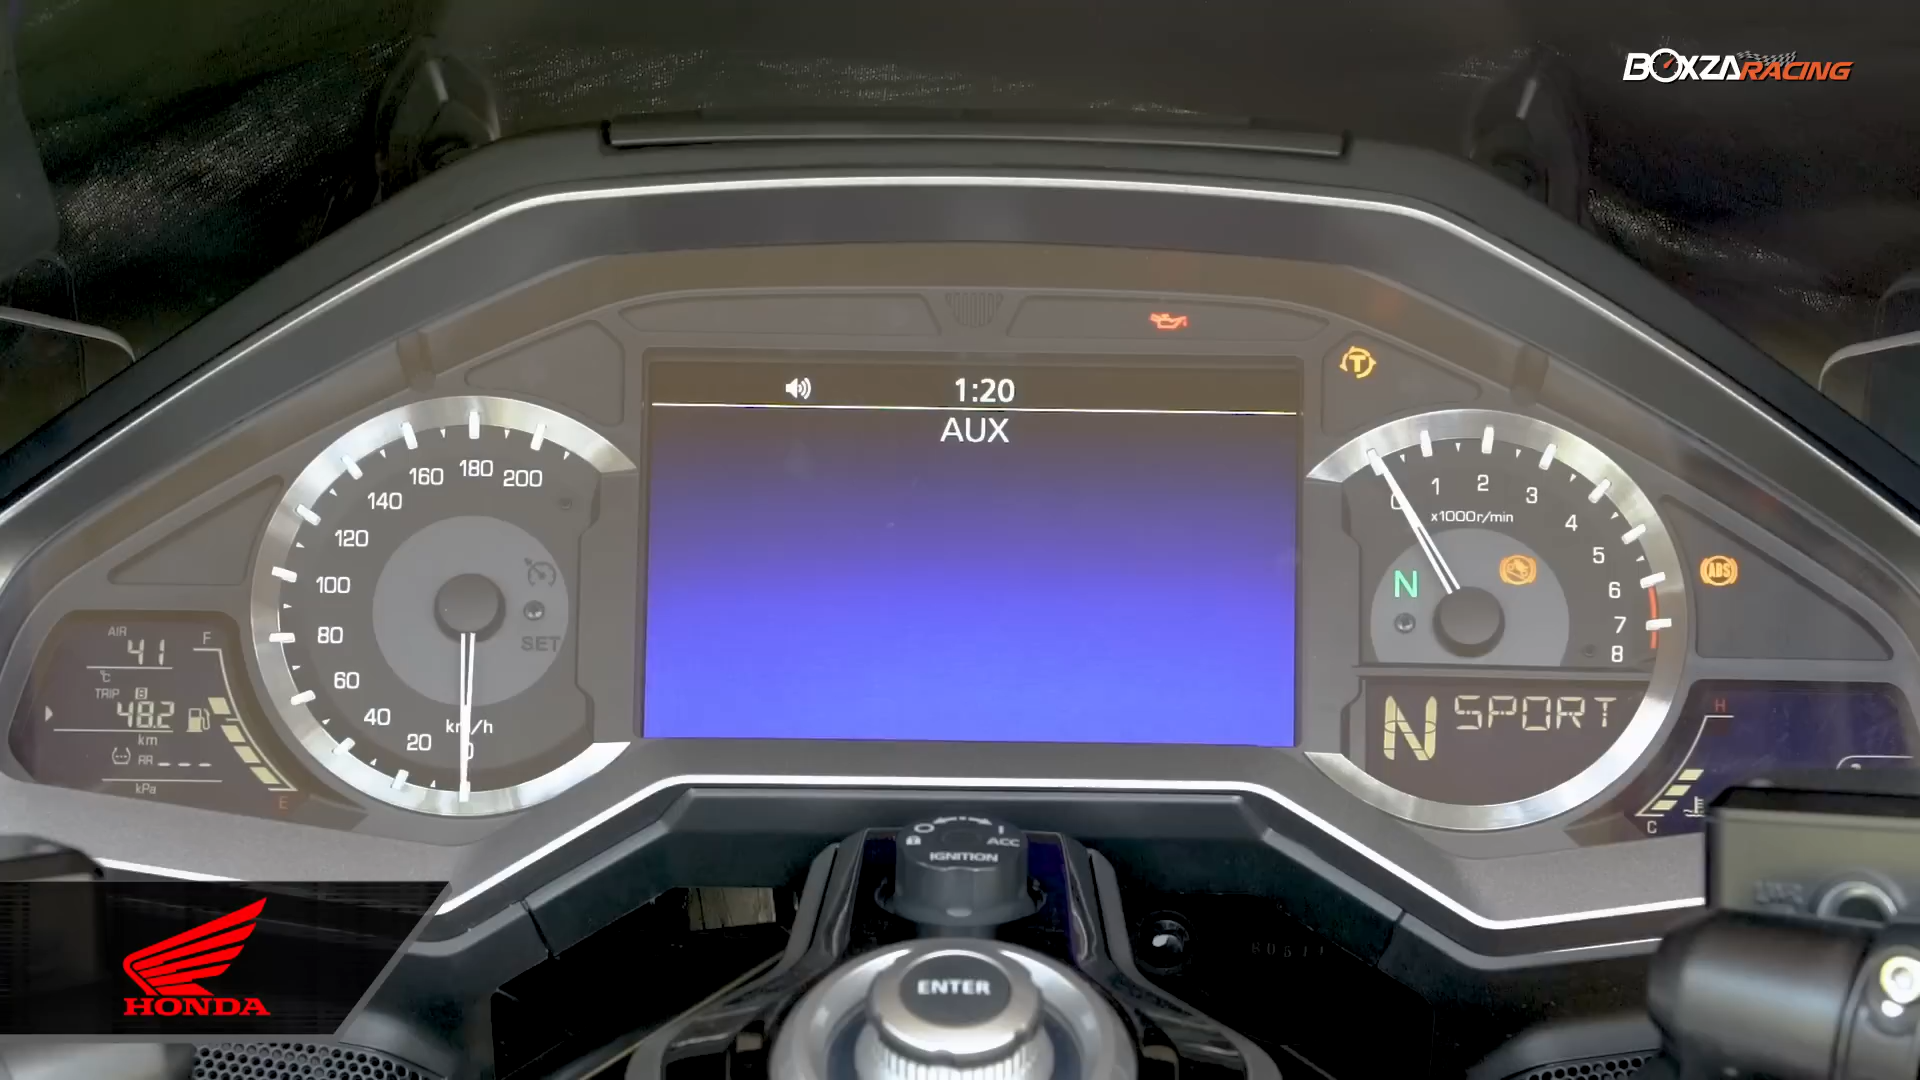 BOXZA RACING
1:20
AUX
20
40
60
80
100
120
140
160
180
200
km/h
0
SET
AIR
41
°C
TRIP B
48.2
km
RR ----
kPa
F
E
0
1
2
3
4
5
6
7
8
x1000r/min
N
T
ABS
N SPORT
H
C
ACC
IGNITION
ENTER
HONDA